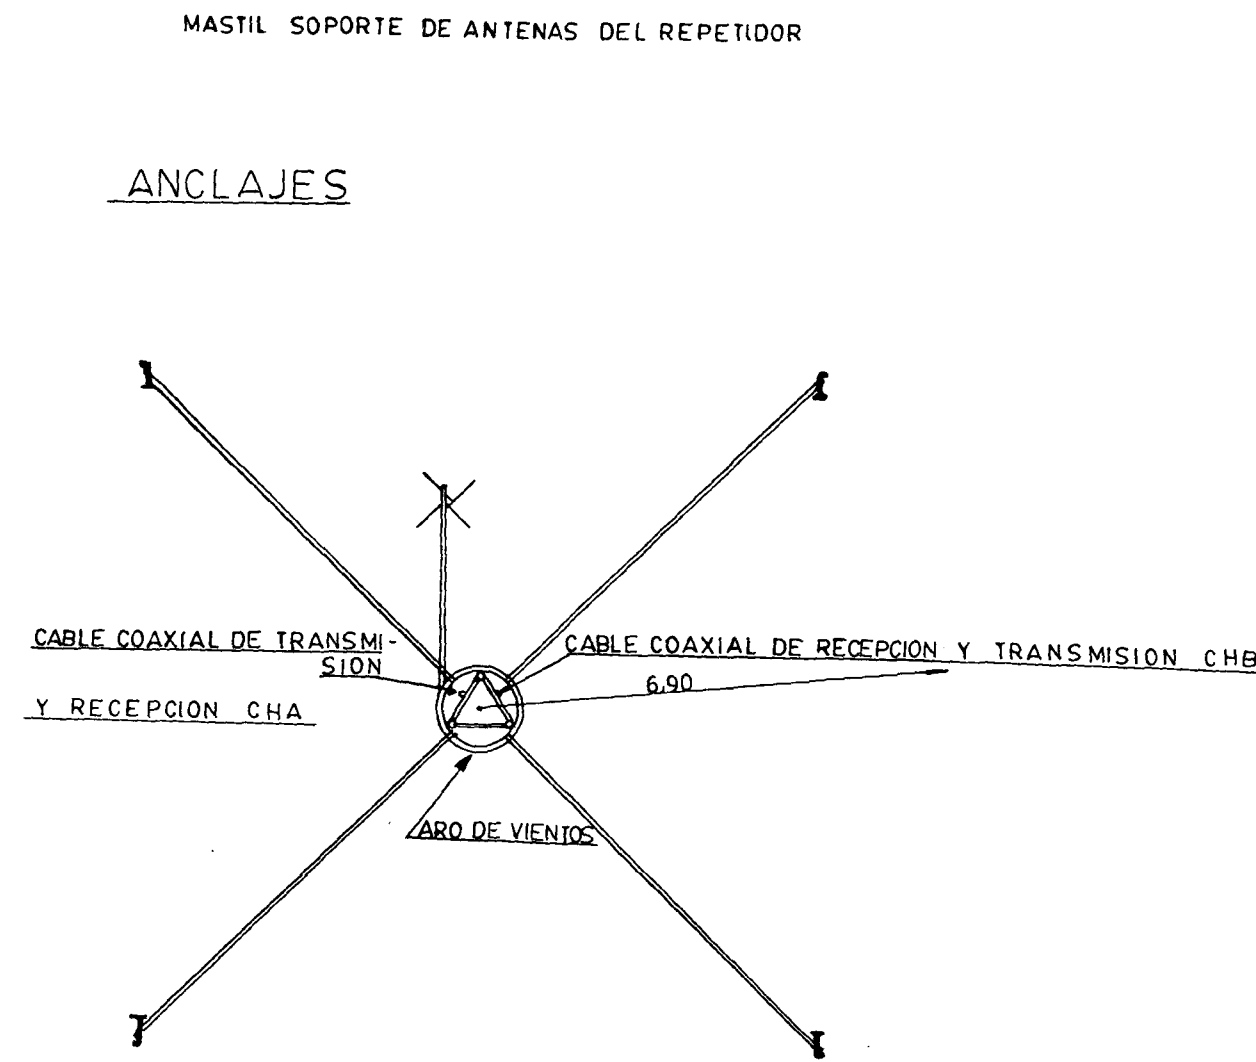 MASTIL SOPORTE DE ANTENAS DEL REPETIDOR
ANCLAJES
CABLE COAXIAL DE TRANSMI-
SION
Y RECEPCION CHA
CABLE COAXIAL DE RECEPCION Y TRANSMISION CHB
6,90
ARO DE VIENTOS